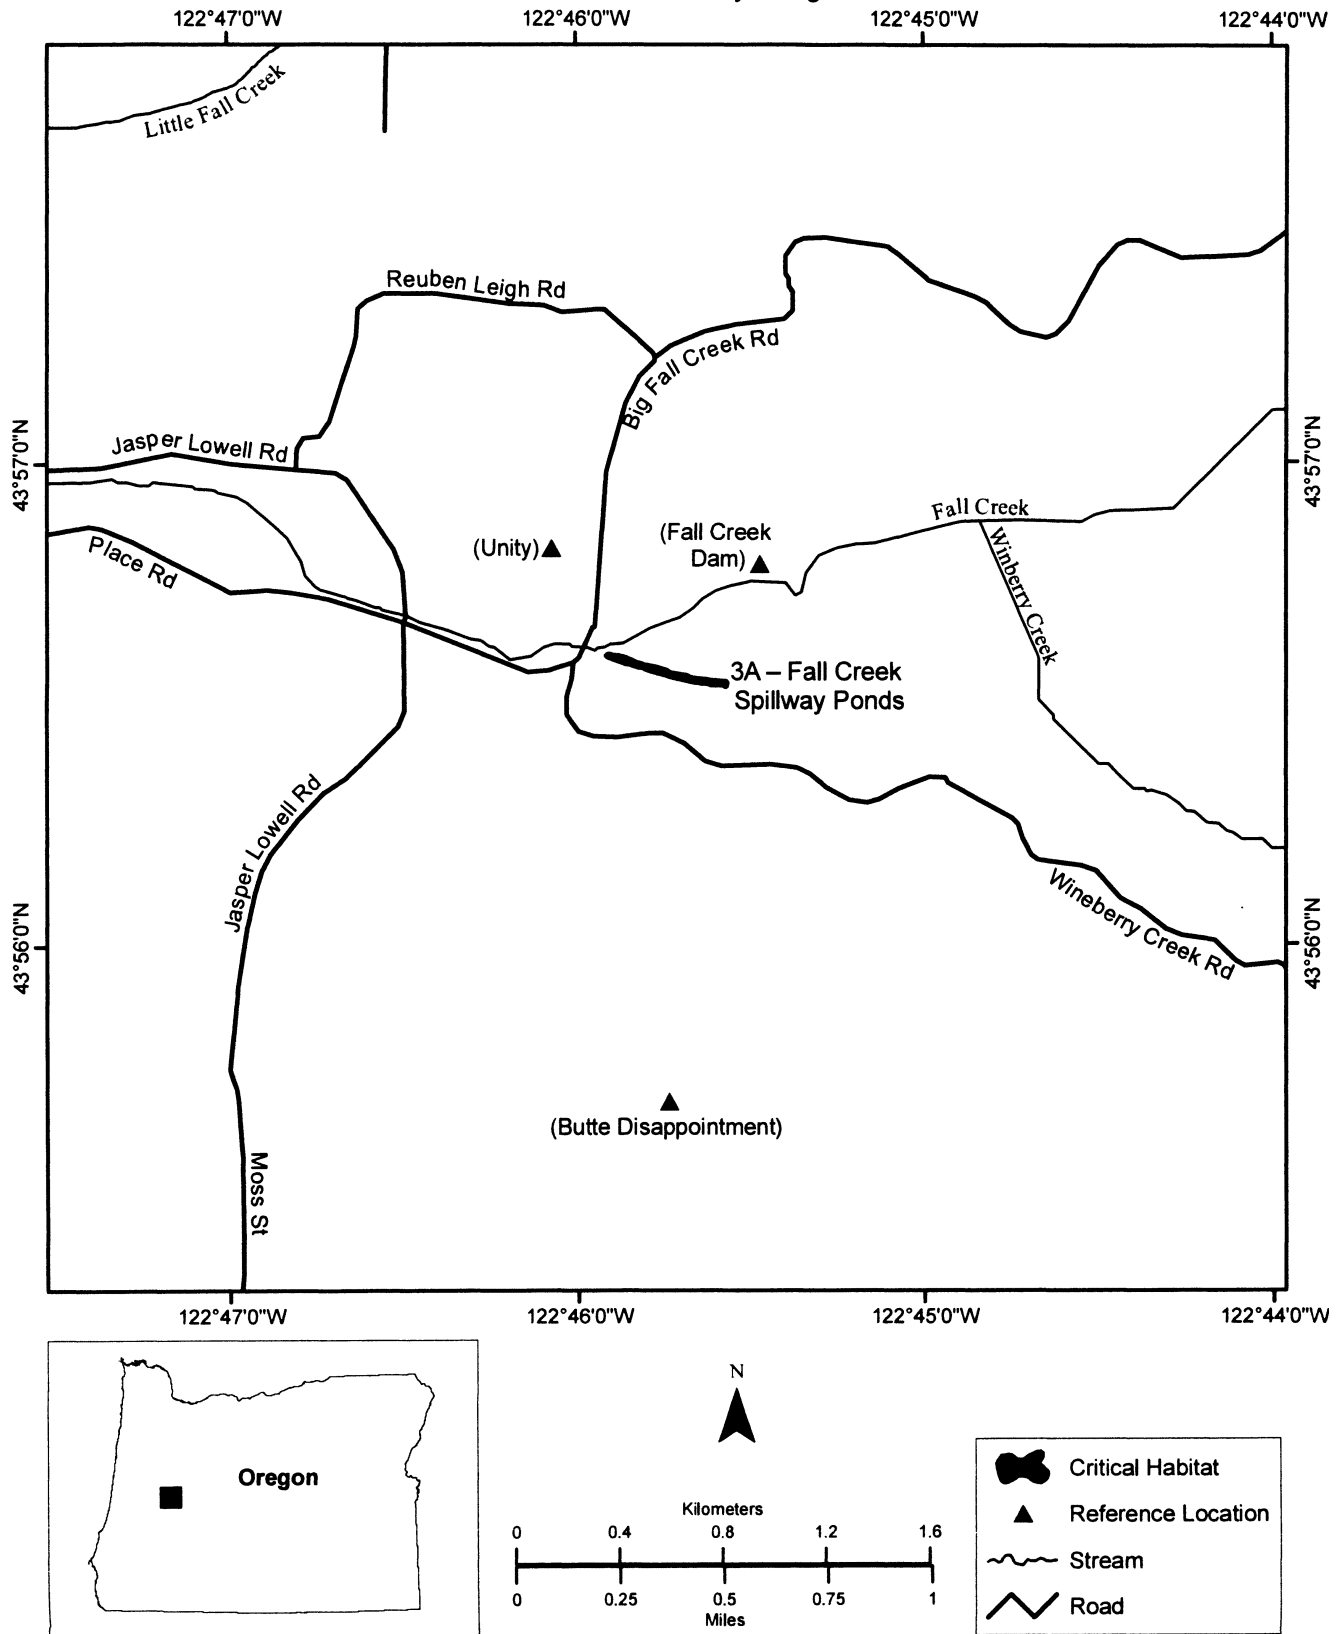 122°47'0"W 122°46'0"W 122°45'0"W 122°44'0"W
Little Fall Creek
Reuben Leigh Rd
Big Fall Creek Rd
Jasper Lowell Rd
43°57'0"N
43°57'0"N
Place Rd
(Unity)
(Fall Creek
Dam)
Fall Creek
Winberry Creek
3A – Fall Creek
Spillway Ponds
Jasper Lowell Rd
Wineberry Creek Rd
43°56'0"N
43°56'0"N
(Butte Disappointment)
Moss St
122°47'0"W 122°46'0"W 122°45'0"W 122°44'0"W
Oregon
N
Kilometers
0 0.4 0.8 1.2 1.6
0 0.25 0.5 0.75 1
Miles
Critical Habitat
Reference Location
Stream
Road